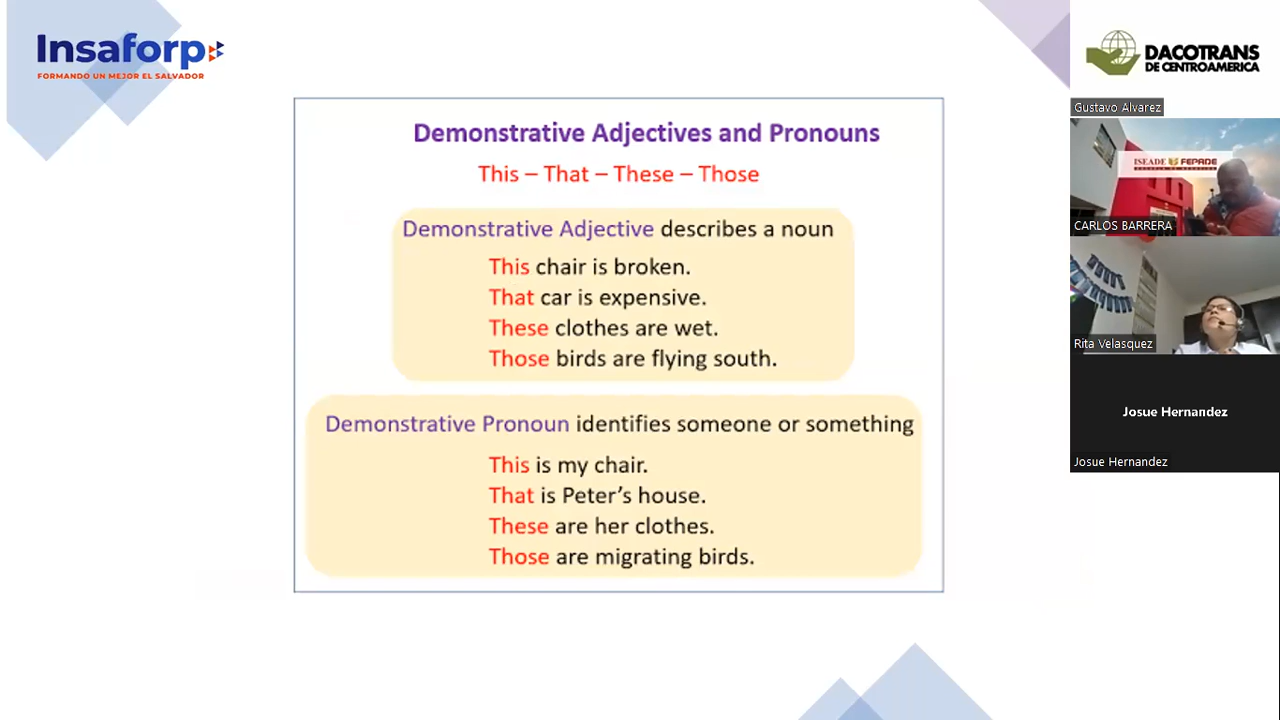 Insaforp
FORMANDO UN MEJOR EL SALVADOR
Demonstrative Adjectives and Pronouns
This – That – These – Those
Demonstrative Adjective describes a noun
This chair is broken.
That car is expensive.
These clothes are wet.
Those birds are flying south.
Demonstrative Pronoun identifies someone or something
This is my chair.
That is Peter’s house.
These are her clothes.
Those are migrating birds.
DACOTRANS
DE CENTROAMERICA
Gustavo Alvarez
ISEADE FEPADE
CARLOS BARRERA
Rita Velasquez
Josue Hernandez
Josue Hernandez